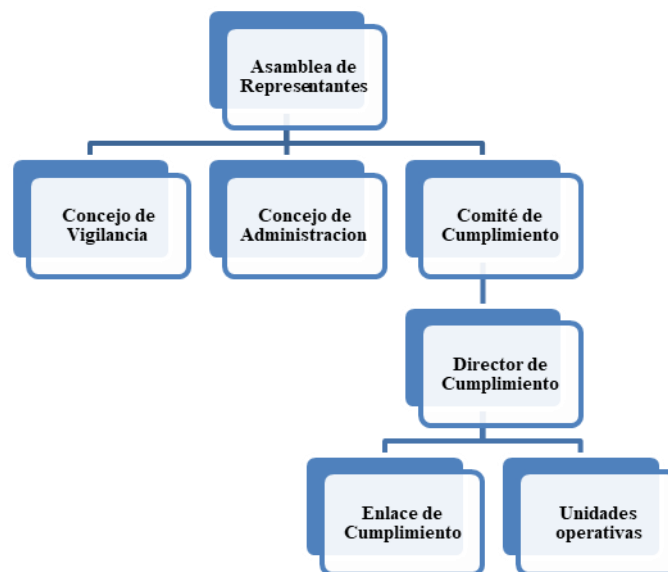 Asamblea de
Representantes
Concejo de
Vigilancia
Concejo de
Administracion
Comité de
Cumplimiento
Director de
Cumplimiento
Enlace de
Cumplimiento
Unidades
operativas